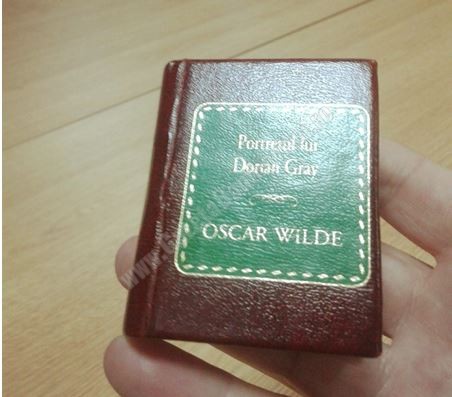 Portretul lui
Dorian Gray
OSCAR WiLDE